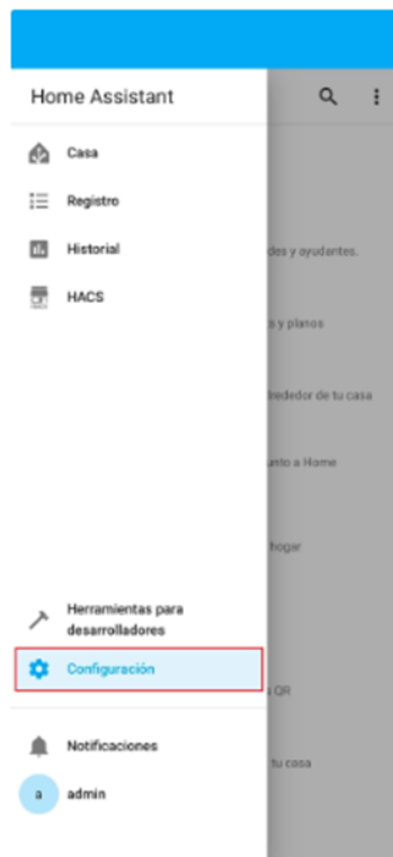 Home Assistant
Casa
Registro
Historial
des y ayudantes.
HACS
s y planos
lrededor de tu casa
unto a Home
hogar
Herramientas para
desarrolladores
Configuración
QR
Notificaciones
tu casa
a
admin